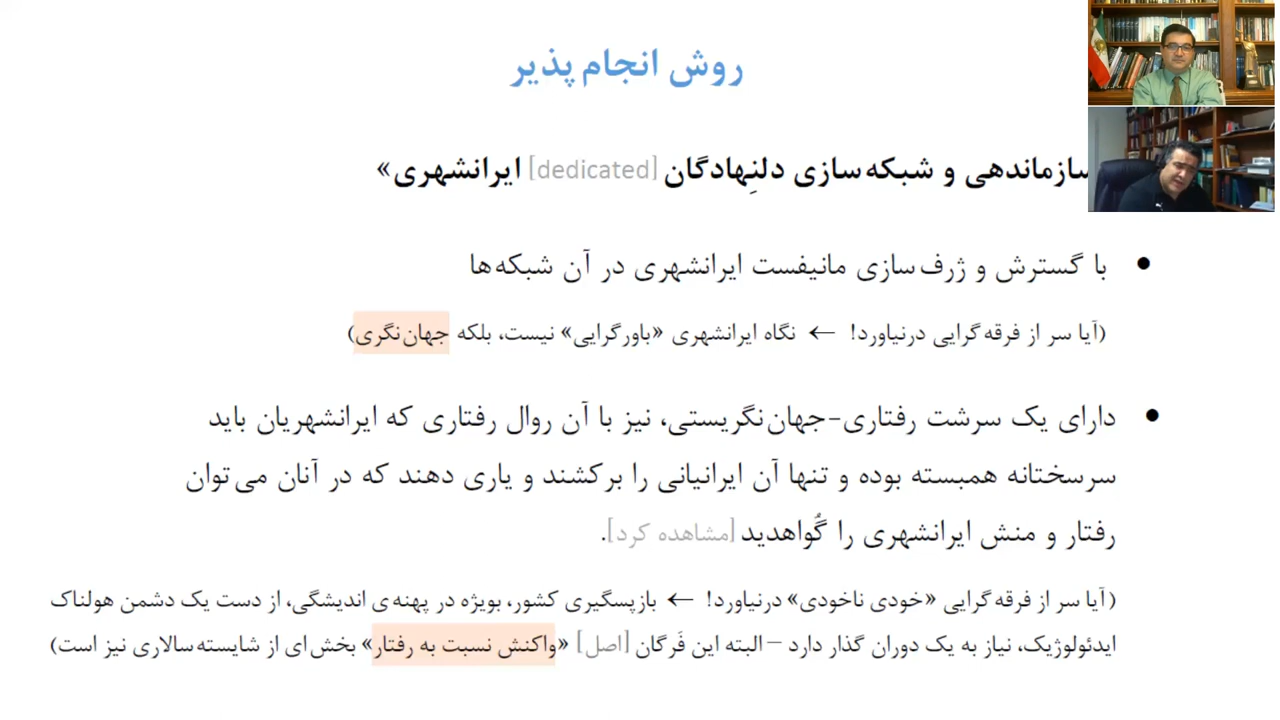 روش انجام پذیر
سازماندهی و شبکه‌سازی دلنِهادگان [dedicated] ایرانشهری»
• با گسترش و ژرف‌سازی مانیفست ایرانشهری در آن شبکه‌ها
(آیا سر از فرقه‌گرایی درنیاورد! ← نگاه ایرانشهری «باورگرایی» نیست، بلکه جهان‌نگری)
• دارای یک سرشت رفتاری-جهان‌نگریستی، نیز با آن روال رفتاری که ایرانشهریان باید
سرسختانه همبسته بوده و تنها آن ایرانیانی را برکشند و یاری دهند که در آنان می‌توان
رفتار و منش ایرانشهری را گُواهدید [مشاهده کرد].
(آیا سر از فرقه‌گرایی «خودی ناخودی» درنیاورد! ← بازپسگیری کشور، بویژه در پهنه‌ی اندیشگی، از دست یک دشمن هولناک
ایدئولوژیک، نیاز به یک دوران گذار دارد – البته این فَرگان [اصل] «واکنش نسبت به رفتار» بخش‌ای از شایسته‌سالاری نیز است)